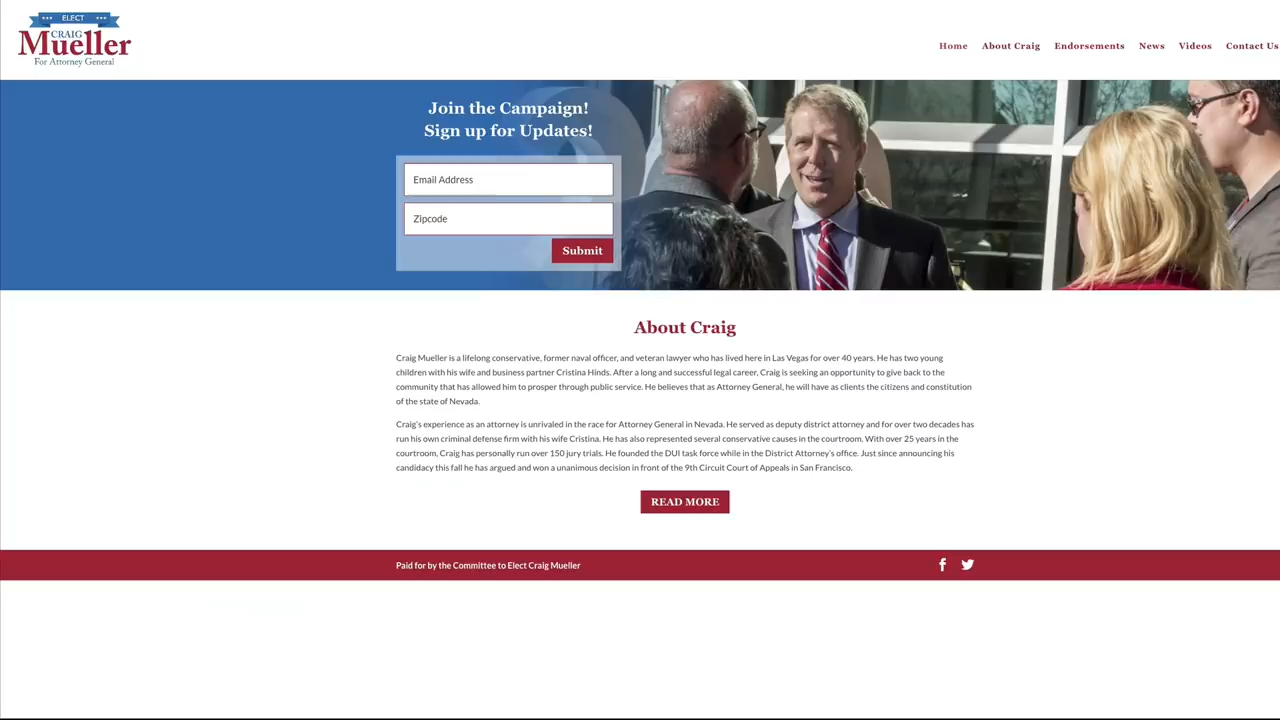 ELECT
CRAIG
Mueller
For Attorney General
Home About Craig Endorsements News Videos Contact Us
Join the Campaign!
Sign up for Updates!
Email Address
Zipcode
Submit
About Craig
Craig Mueller is a lifelong conservative, former naval officer, and veteran lawyer who has lived here in Las Vegas for over 40 years. He has two young
children with his wife and business partner Cristina Hinds. After a long and successful legal career, Craig is seeking an opportunity to give back to the
community that has allowed him to prosper through public service. He believes that as Attorney General, he will have as clients the citizens and constitution
of the state of Nevada.
Craig's experience as an attorney is unrivaled in the race for Attorney General in Nevada. He served as deputy district attorney and for over two decades has
run his own criminal defense firm with his wife Cristina. He has also represented several conservative causes in the courtroom. With over 25 years in the
courtroom, Craig has personally run over 150 jury trials. He founded the DUI task force while in the District Attorney's office. Just since announcing his
candidacy this fall he has argued and won a unanimous decision in front of the 9th Circuit Court of Appeals in San Francisco.
READ MORE
Paid for by the Committee to Elect Craig Mueller